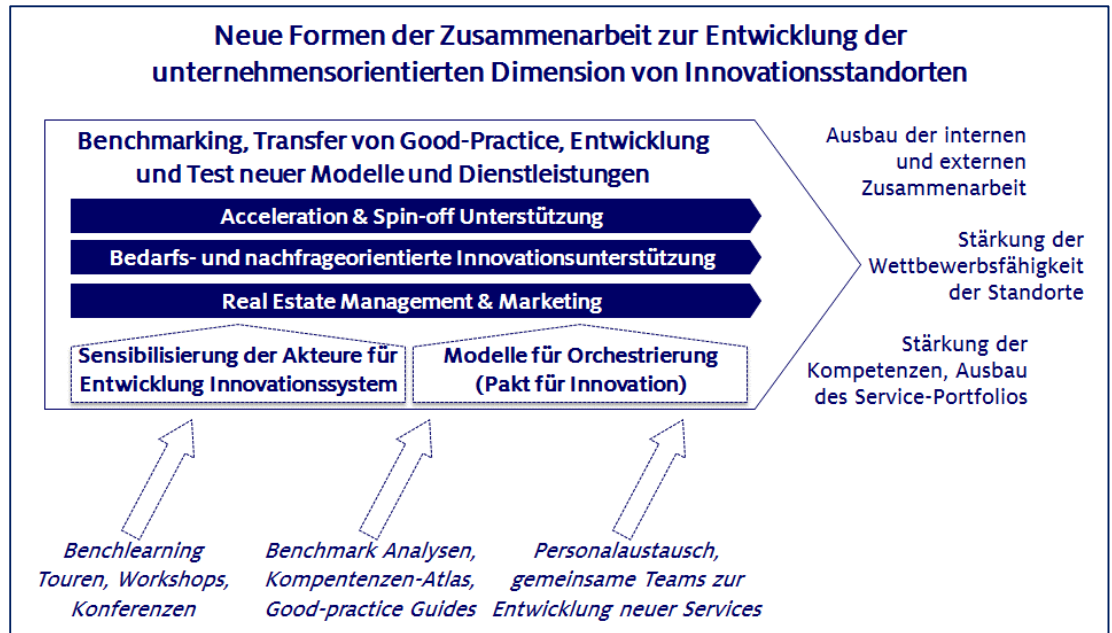 Neue Formen der Zusammenarbeit zur Entwicklung der
unternehmensorientierten Dimension von Innovationsstandorten
Benchmarking, Transfer von Good-Practice, Entwicklung
und Test neuer Modelle und Dienstleistungen
Acceleration & Spin-off Unterstützung
Bedarfs- und nachfrageorientierte Innovationsunterstützung
Real Estate Management & Marketing
Sensibilisierung der Akteure für
Entwicklung Innovationssystem
Modelle für Orchestrierung
(Pakt für Innovation)
Ausbau der internen
und externen
Zusammenarbeit
Stärkung der
Wettbewerbsfähigkeit
der Standorte
Stärkung der
Kompetenzen, Ausbau
des Service-Portfolios
Benchlearning
Touren, Workshops,
Konferenzen
Benchmark Analysen,
Kompentenzen-Atlas,
Good-practice Guides
Personalaustausch,
gemeinsame Teams zur
Entwicklung neuer Services